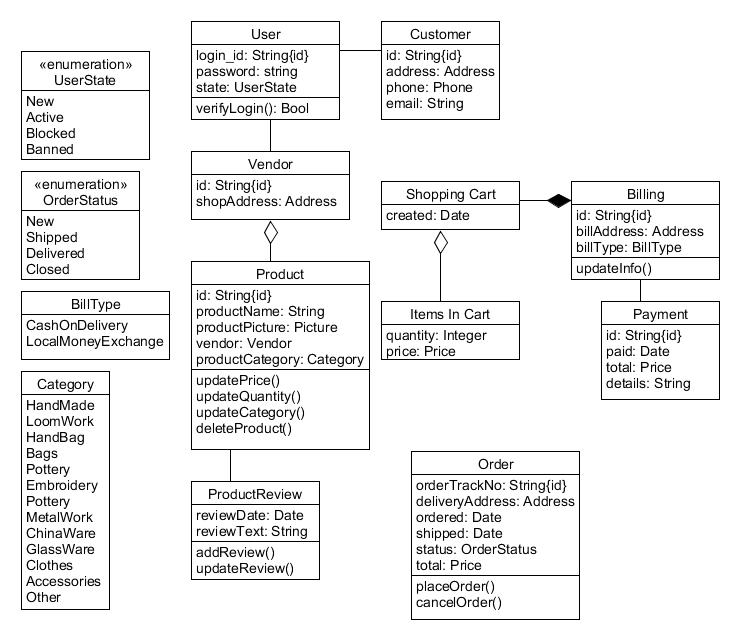 User
login_id: String{id}
password: string
state: UserState
verifyLogin(): Bool
Customer
id: String{id}
address: Address
phone: Phone
email: String
«enumeration»
UserState
New
Active
Blocked
Banned
Vendor
id: String{id}
shopAddress: Address
«enumeration»
OrderStatus
New
Shipped
Delivered
Closed
Shopping Cart
created: Date
Billing
id: String{id}
billAddress: Address
billType: BillType
updateInfo()
Product
id: String{id}
productName: String
productPicture: Picture
vendor: Vendor
productCategory: Category
updatePrice()
updateQuantity()
updateCategory()
deleteProduct()
BillType
CashOnDelivery
LocalMoneyExchange
Items In Cart
quantity: Integer
price: Price
Payment
id: String{id}
paid: Date
total: Price
details: String
Category
HandMade
LoomWork
HandBag
Bags
Pottery
Embroidery
Pottery
MetalWork
ChinaWare
GlassWare
Clothes
Accessories
Other
ProductReview
reviewDate: Date
reviewText: String
addReview()
updateReview()
Order
orderTrackNo: String{id}
deliveryAddress: Address
ordered: Date
shipped: Date
status: OrderStatus
total: Price
placeOrder()
cancelOrder()